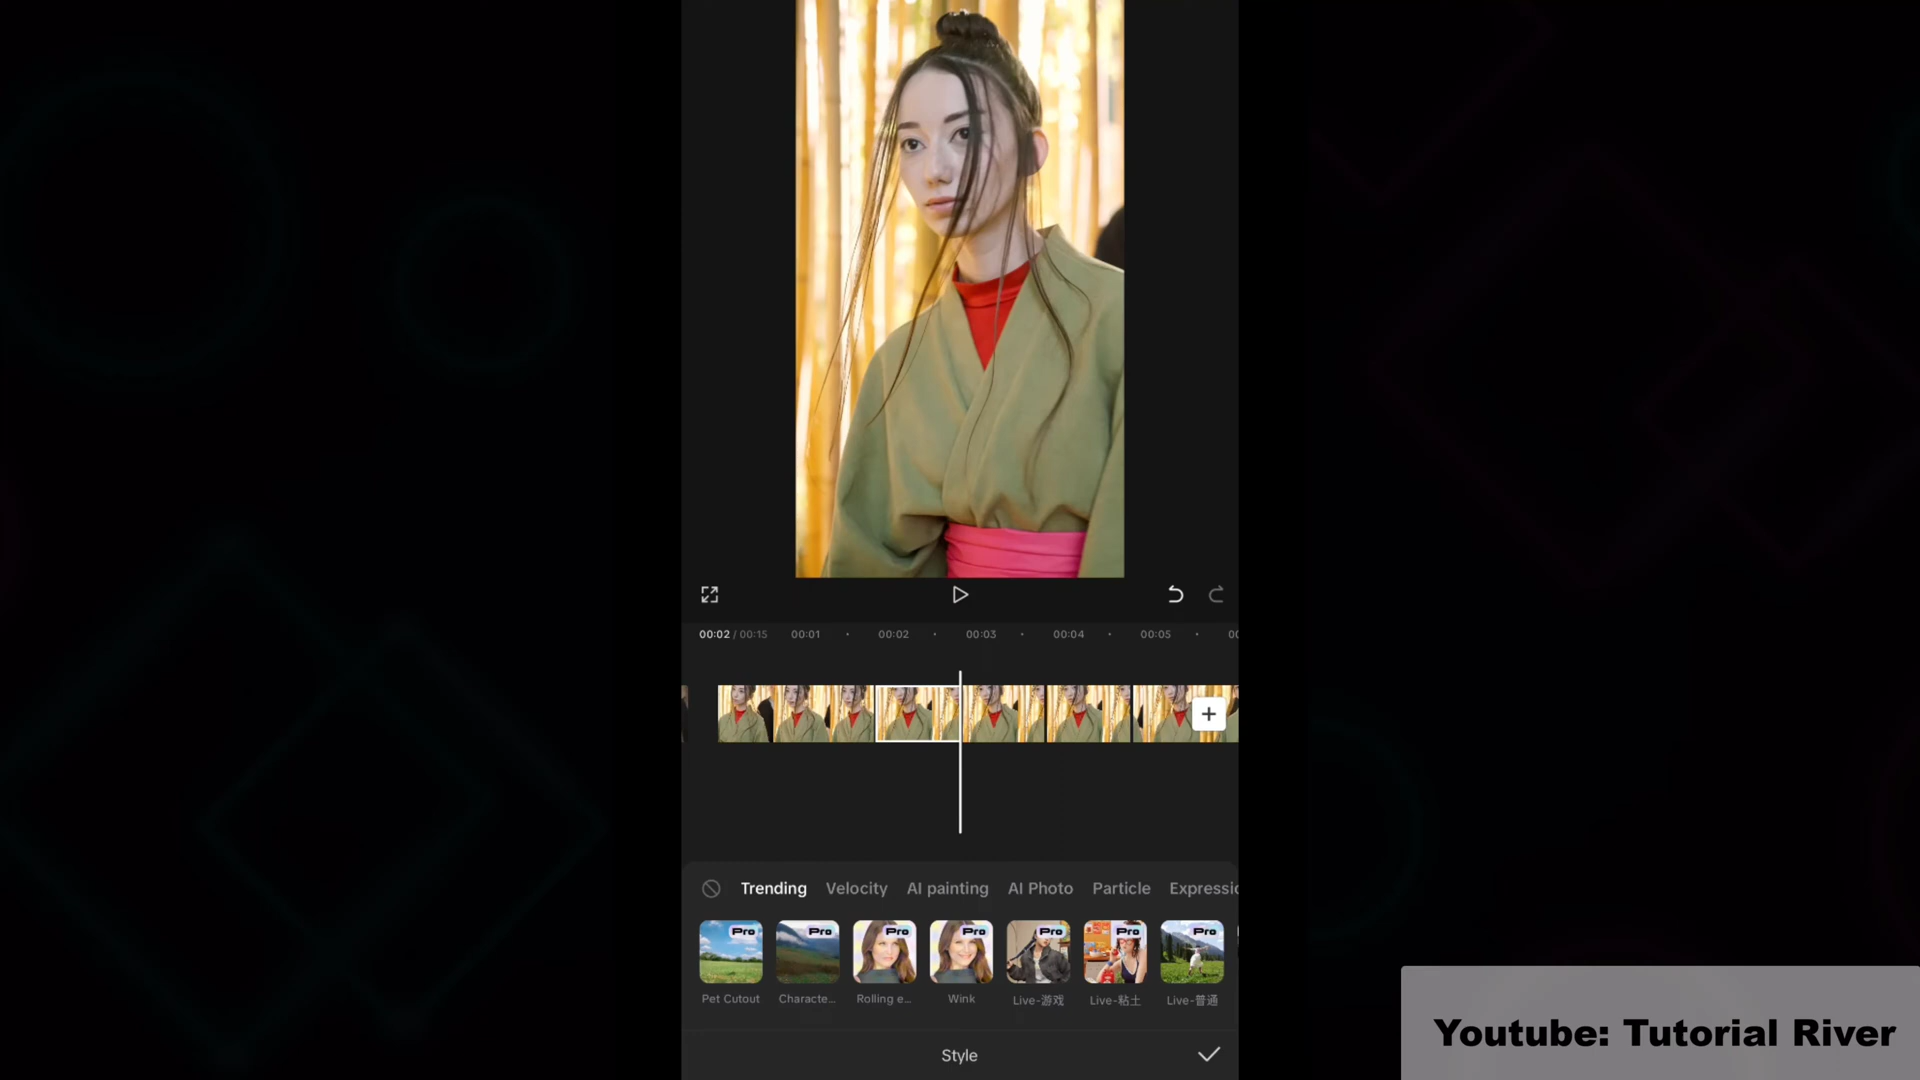 00:02 / 00:15 00:01 00:02 00:03 00:04 00:05
Trending Velocity AI painting AI Photo Particle Expressio
Pro Pro Pro Pro Pro Pro Pro
Pet Cutout Characte... Rolling e... Wink Live-游戏 Live-粘土 Live-普通
Style
Youtube: Tutorial River